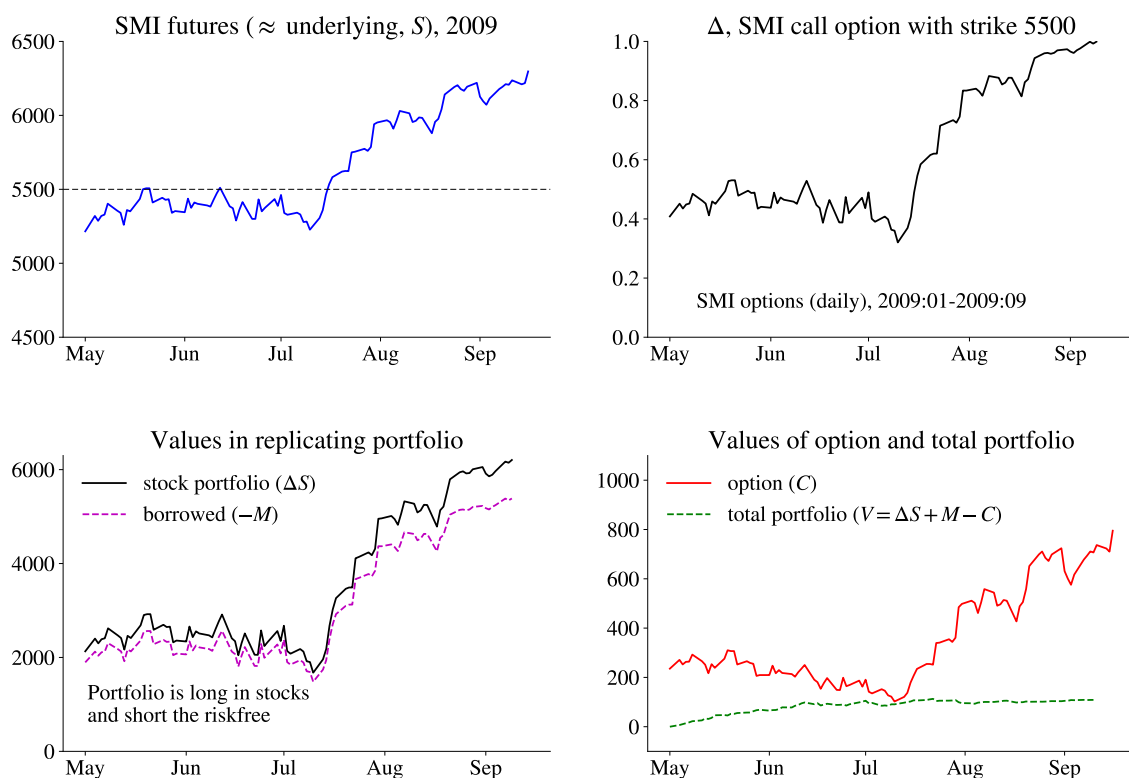 SMI futures (≈ underlying, S), 2009
6500
6000
5500
5000
4500
May Jun Jul Aug Sep
Δ, SMI call option with strike 5500
1.0
0.8
0.6
0.4
0.2
0.0
SMI options (daily), 2009:01-2009:09
May Jun Jul Aug Sep
Values in replicating portfolio
6000
4000
2000
0
stock portfolio (ΔS)
borrowed (−M)
Portfolio is long in stocks
and short the riskfree
May Jun Jul Aug Sep
Values of option and total portfolio
1000
800
600
400
200
0
option (C)
total portfolio (V = ΔS + M − C)
May Jun Jul Aug Sep